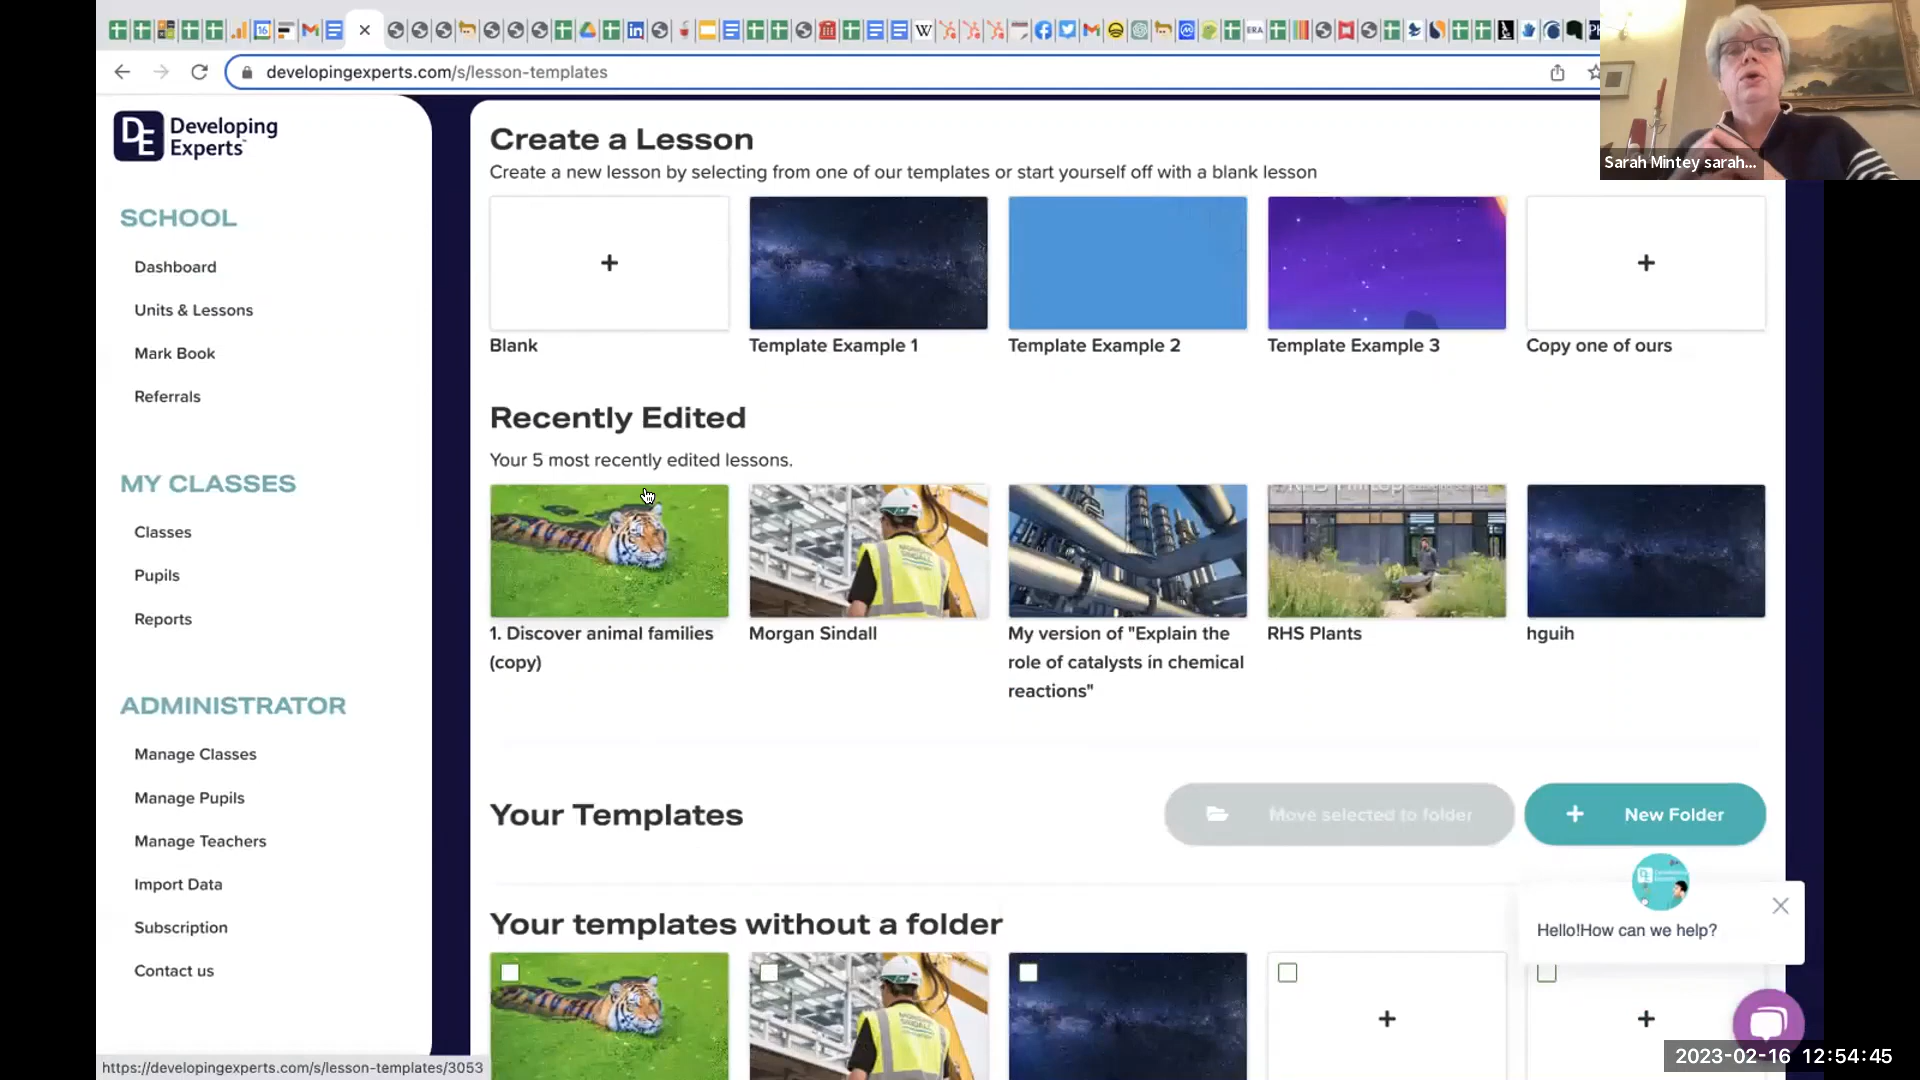 developingexperts.com/s/lesson-templates
Sarah Mintey sarah...
DE Developing
Experts
SCHOOL
Dashboard
Units & Lessons
Mark Book
Referrals
MY CLASSES
Classes
Pupils
Reports
ADMINISTRATOR
Manage Classes
Manage Pupils
Manage Teachers
Import Data
Subscription
Contact us
Create a Lesson
Create a new lesson by selecting from one of our templates or start yourself off with a blank lesson
Blank
Template Example 1
Template Example 2
Template Example 3
Copy one of ours
Recently Edited
Your 5 most recently edited lessons.
1. Discover animal families
(copy)
Morgan Sindall
My version of "Explain the
role of catalysts in chemical
reactions"
RHS Plants
hguih
Your Templates
Move selected to folder
New Folder
Your templates without a folder
Hello!How can we help?
https://developingexperts.com/s/lesson-templates/3053
2023-02-16 12:54:45